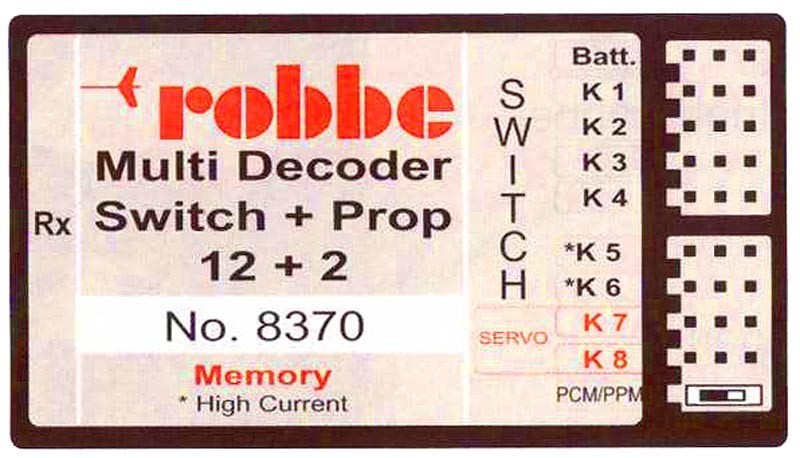 robbe
Multi Decoder
Switch + Prop
12 + 2
No. 8370
Memory
* High Current
Rx
SWITCH
Batt.
K 1
K 2
K 3
K 4
*K 5
*K 6
SERVO
K 7
K 8
PCM/PPM